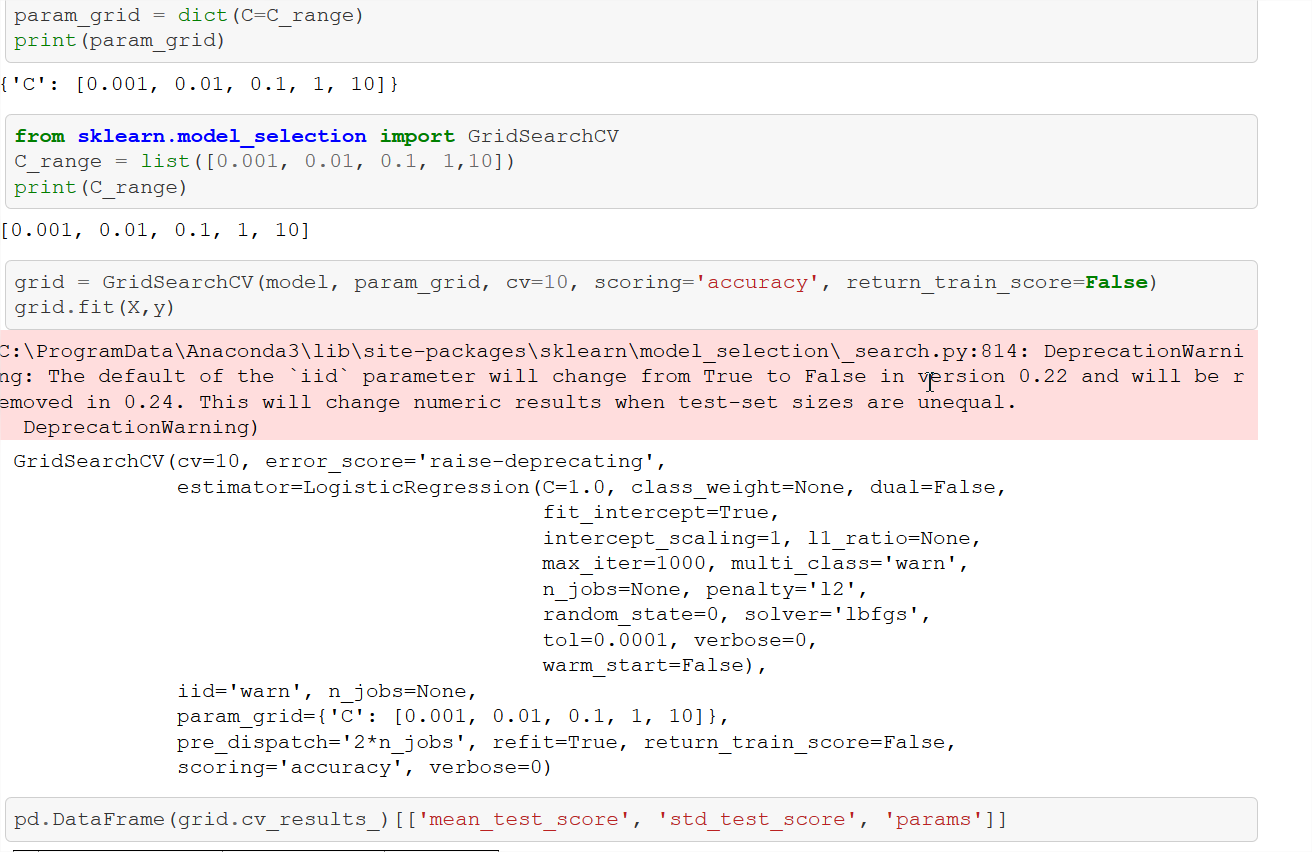 param_grid = dict(C=C_range)
print(param_grid)
{'C': [0.001, 0.01, 0.1, 1, 10]}
from sklearn.model_selection import GridSearchCV
C_range = list([0.001, 0.01, 0.1, 1,10])
print(C_range)
[0.001, 0.01, 0.1, 1, 10]
grid = GridSearchCV(model, param_grid, cv=10, scoring='accuracy', return_train_score=False)
grid.fit(X,y)
C:\ProgramData\Anaconda3\lib\site-packages\sklearn\model_selection\_search.py:814: DeprecationWarni
ng: The default of the `iid` parameter will change from True to False in version 0.22 and will be r
emoved in 0.24. This will change numeric results when test-set sizes are unequal.
DeprecationWarning)
GridSearchCV(cv=10, error_score='raise-deprecating',
estimator=LogisticRegression(C=1.0, class_weight=None, dual=False,
fit_intercept=True,
intercept_scaling=1, l1_ratio=None,
max_iter=1000, multi_class='warn',
n_jobs=None, penalty='l2',
random_state=0, solver='lbfgs',
tol=0.0001, verbose=0,
warm_start=False),
iid='warn', n_jobs=None,
param_grid={'C': [0.001, 0.01, 0.1, 1, 10]},
pre_dispatch='2*n_jobs', refit=True, return_train_score=False,
scoring='accuracy', verbose=0)
pd.DataFrame(grid.cv_results_)[['mean_test_score', 'std_test_score', 'params']]